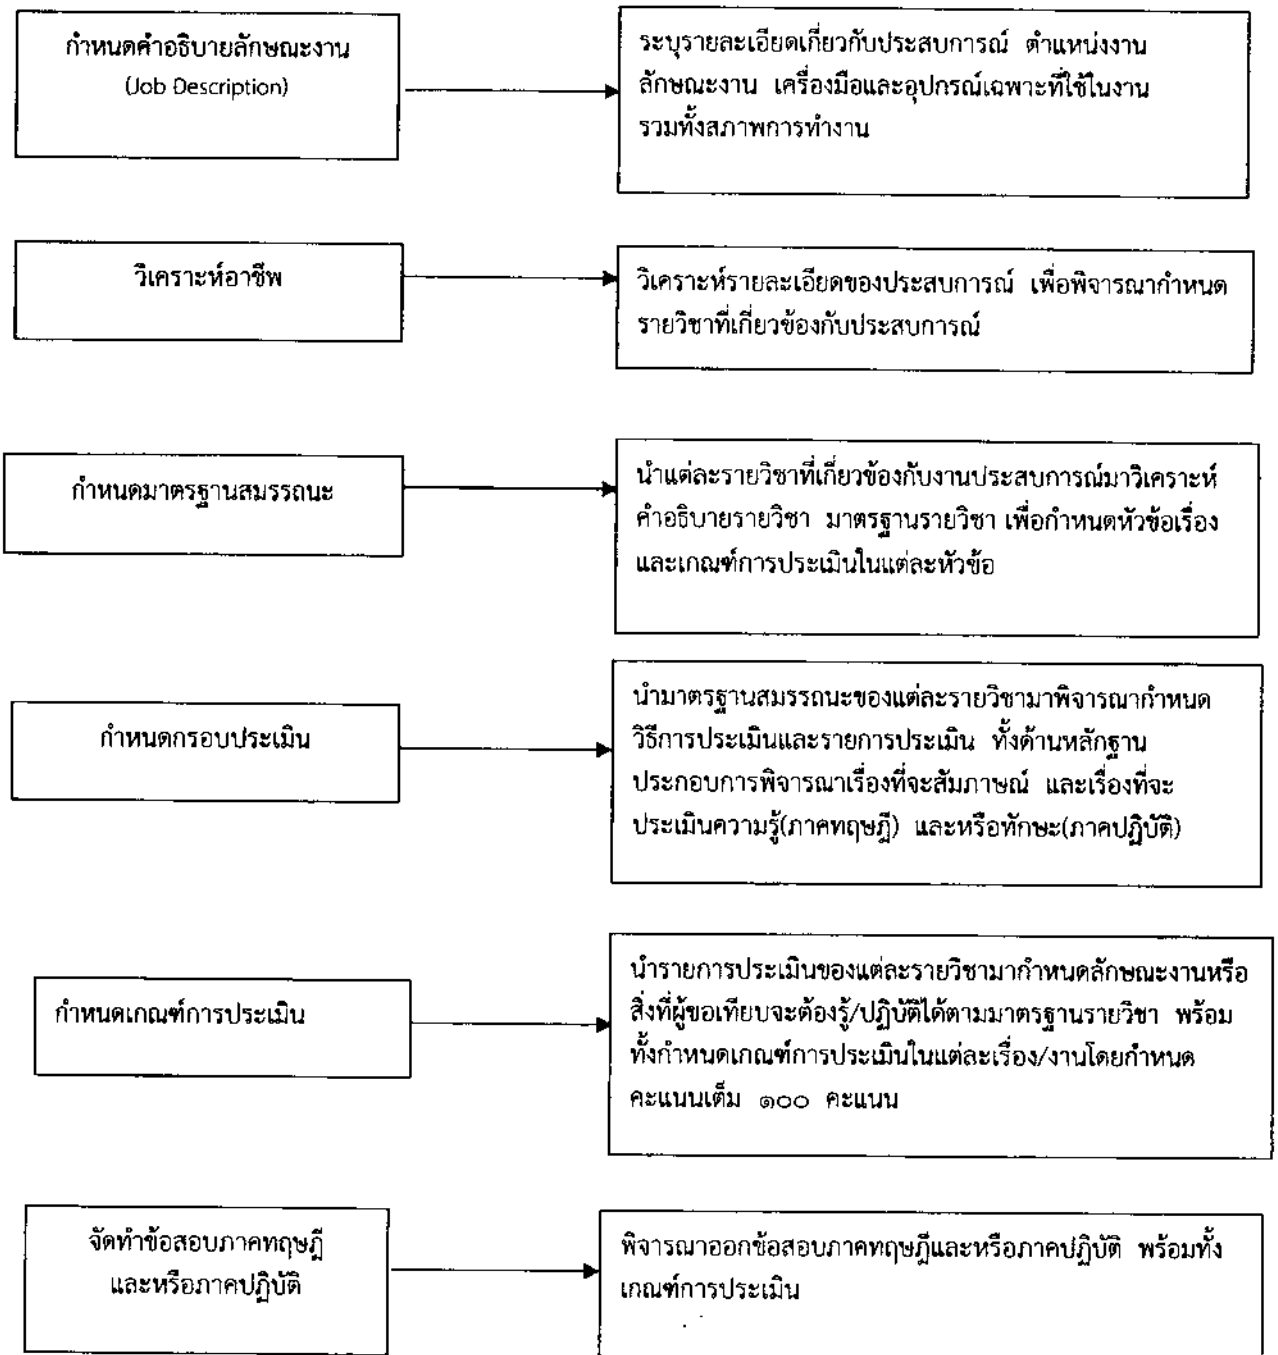 กำหนดคำอธิบายลักษณะงาน
(Job Description)
ระบุรายละเอียดเกี่ยวกับประสบการณ์ ตำแหน่งงาน
ลักษณะงาน เครื่องมือและอุปกรณ์เฉพาะที่ใช้ในงาน
รวมทั้งสภาพการทำงาน
วิเคราะห์อาชีพ
วิเคราะห์รายละเอียดของประสบการณ์ เพื่อพิจารณากำหนด
รายวิชาที่เกี่ยวข้องกับประสบการณ์
กำหนดมาตรฐานสมรรถนะ
นำแต่ละรายวิชาที่เกี่ยวข้องกับงานประสบการณ์มาวิเคราะห์
คำอธิบายรายวิชา มาตรฐานรายวิชา เพื่อกำหนดหัวข้อเรื่อง
และเกณฑ์การประเมินในแต่ละหัวข้อ
กำหนดกรอบประเมิน
นำมาตรฐานสมรรถนะของแต่ละรายวิชามาพิจารณากำหนด
วิธีการประเมินและรายการประเมิน ทั้งด้านหลักฐาน
ประกอบการพิจารณาเรื่องที่จะสัมภาษณ์ และเรื่องที่จะ
ประเมินความรู้(ภาคทฤษฎี) และหรือทักษะ(ภาคปฏิบัติ)
กำหนดเกณฑ์การประเมิน
นำรายการประเมินของแต่ละรายวิชามากำหนดลักษณะงานหรือ
สิ่งที่ผู้ขอเทียบจะต้องรู้/ปฏิบัติได้ตามมาตรฐานรายวิชา พร้อม
ทั้งกำหนดเกณฑ์การประเมินในแต่ละเรื่อง/งานโดยกำหนด
คะแนนเต็ม ๑๐๐ คะแนน
จัดทำข้อสอบภาคทฤษฎี
และหรือภาคปฏิบัติ
พิจารณาออกข้อสอบภาคทฤษฎีและหรือภาคปฏิบัติ พร้อมทั้ง
เกณฑ์การประเมิน